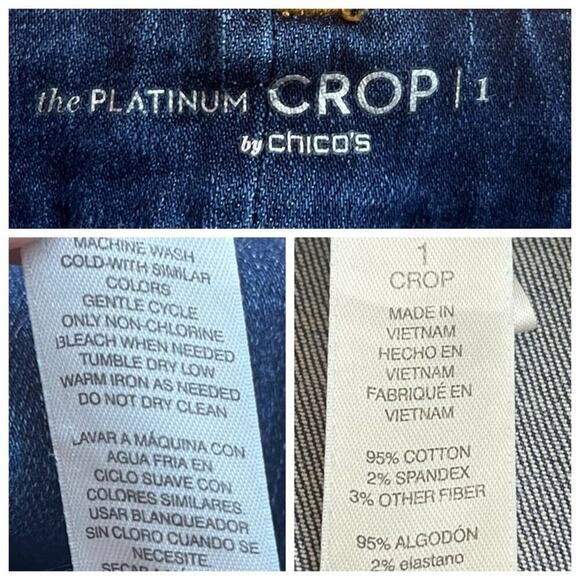 the PLATINUM CROP | 1
by chico's
MACHINE WASH
COLD-WITH SIMILAR
COLORS
GENTLE CYCLE
ONLY NON-CHLORINE
BLEACH WHEN NEEDED
TUMBLE DRY LOW
WARM IRON AS NEEDED
DO NOT DRY CLEAN
LAVAR A MÁQUINA CON
AGUA FRIA EN
CICLO SUAVE CON
COLORES SIMILARES.
USAR BLANQUEADOR
SIN CLORO CUANDO SE
NECESITE.
1
CROP
MADE IN
VIETNAM
HECHO EN
VIETNAM
FABRIQUÉ EN
VIETNAM
95% COTTON
2% SPANDEX
3% OTHER FIBER
95% ALGODÓN
2% elastano